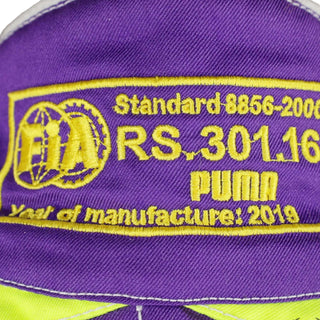 Standard 8856-2000
FIA RS.301.16
PUMA
Year of manufacture: 2019